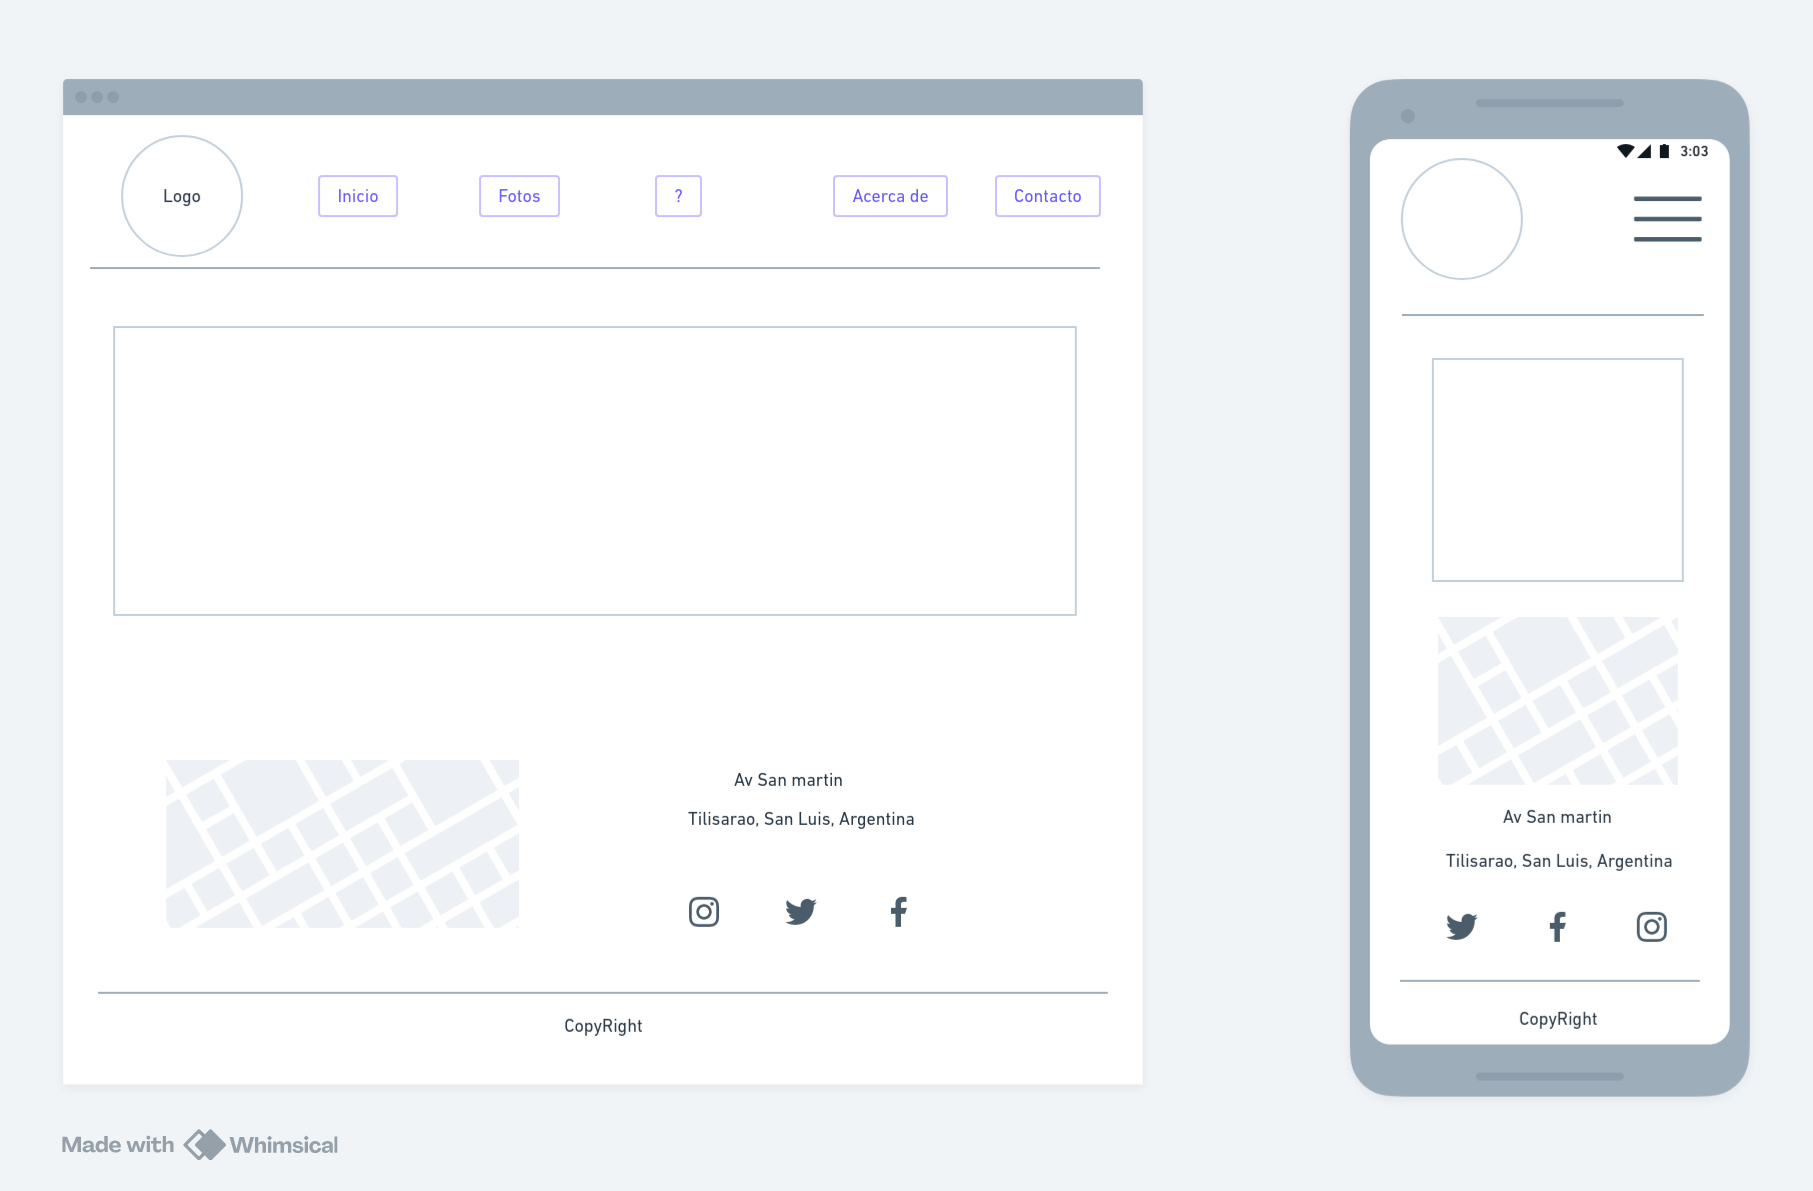 Logo
Inicio
Fotos
?
Acerca de
Contacto
Av San martin
Tilisarao, San Luis, Argentina
CopyRight
3:03
Av San martin
Tilisarao, San Luis, Argentina
CopyRight
Made with Whimsical